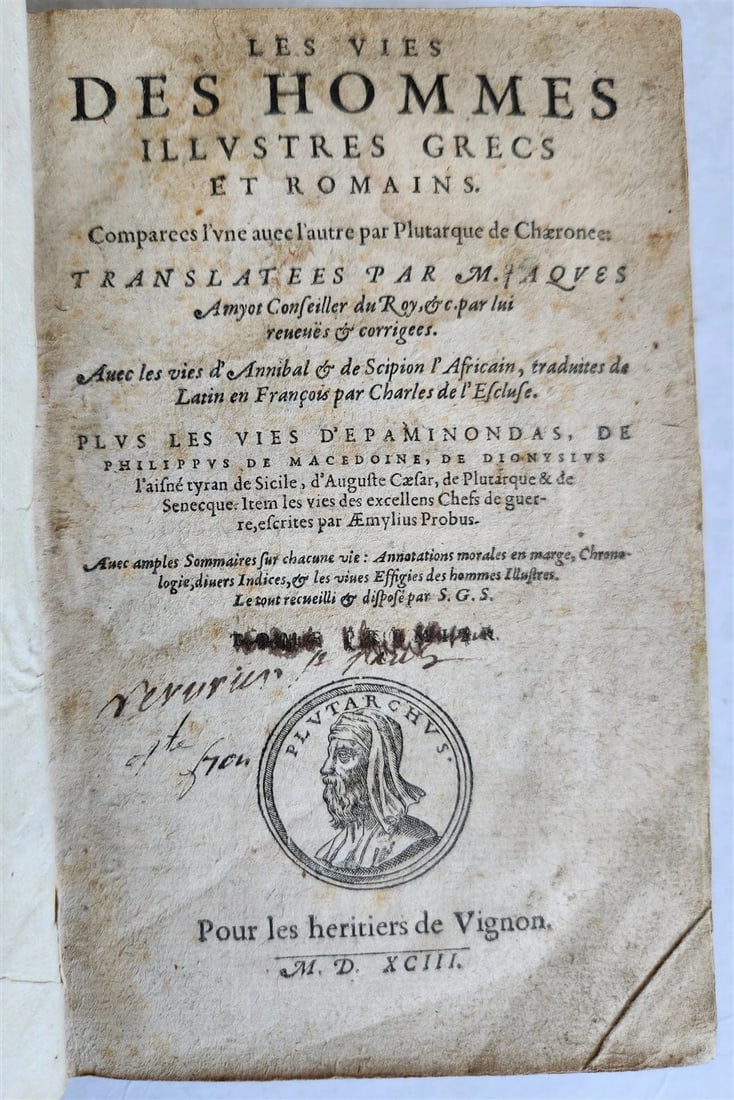 LES VIES
DES HOMMES
ILLVSTRES GRECS
ET ROMAINS.
Comparees l'vne auec l'autre par Plutarque de Chæronee:
TRANSLATEES PAR M. IAQVES
Amyot Conſeiller du Roy, &c. par lui
reueuës & corrigees.
Auec les vies d'Annibal & de Scipion l'Africain, traduites de
Latin en François par Charles de l'Eſcluſe.
PLVS LES VIES D'EPAMINONDAS, DE
PHILIPPVS DE MACEDOINE, DE DIONYSIVS
l'aiſné tyran de Sicile, d'Auguſte Cæſar, de Plutarque & de
Senecque. Item les vies des excellens Chefs de guer-
re, eſcrites par Æmylius Probus.
Auec amples Sommaires ſur chacune vie: Annotations morales en marge, Chrono-
logie, diuers Indices, & les viues Effigies des hommes Illuſtres.
Le tout recueilli & diſpoſé par S. G. S.
PLVTARCHVS.
Pour les heritiers de Vignon.
M. D. XCIII.